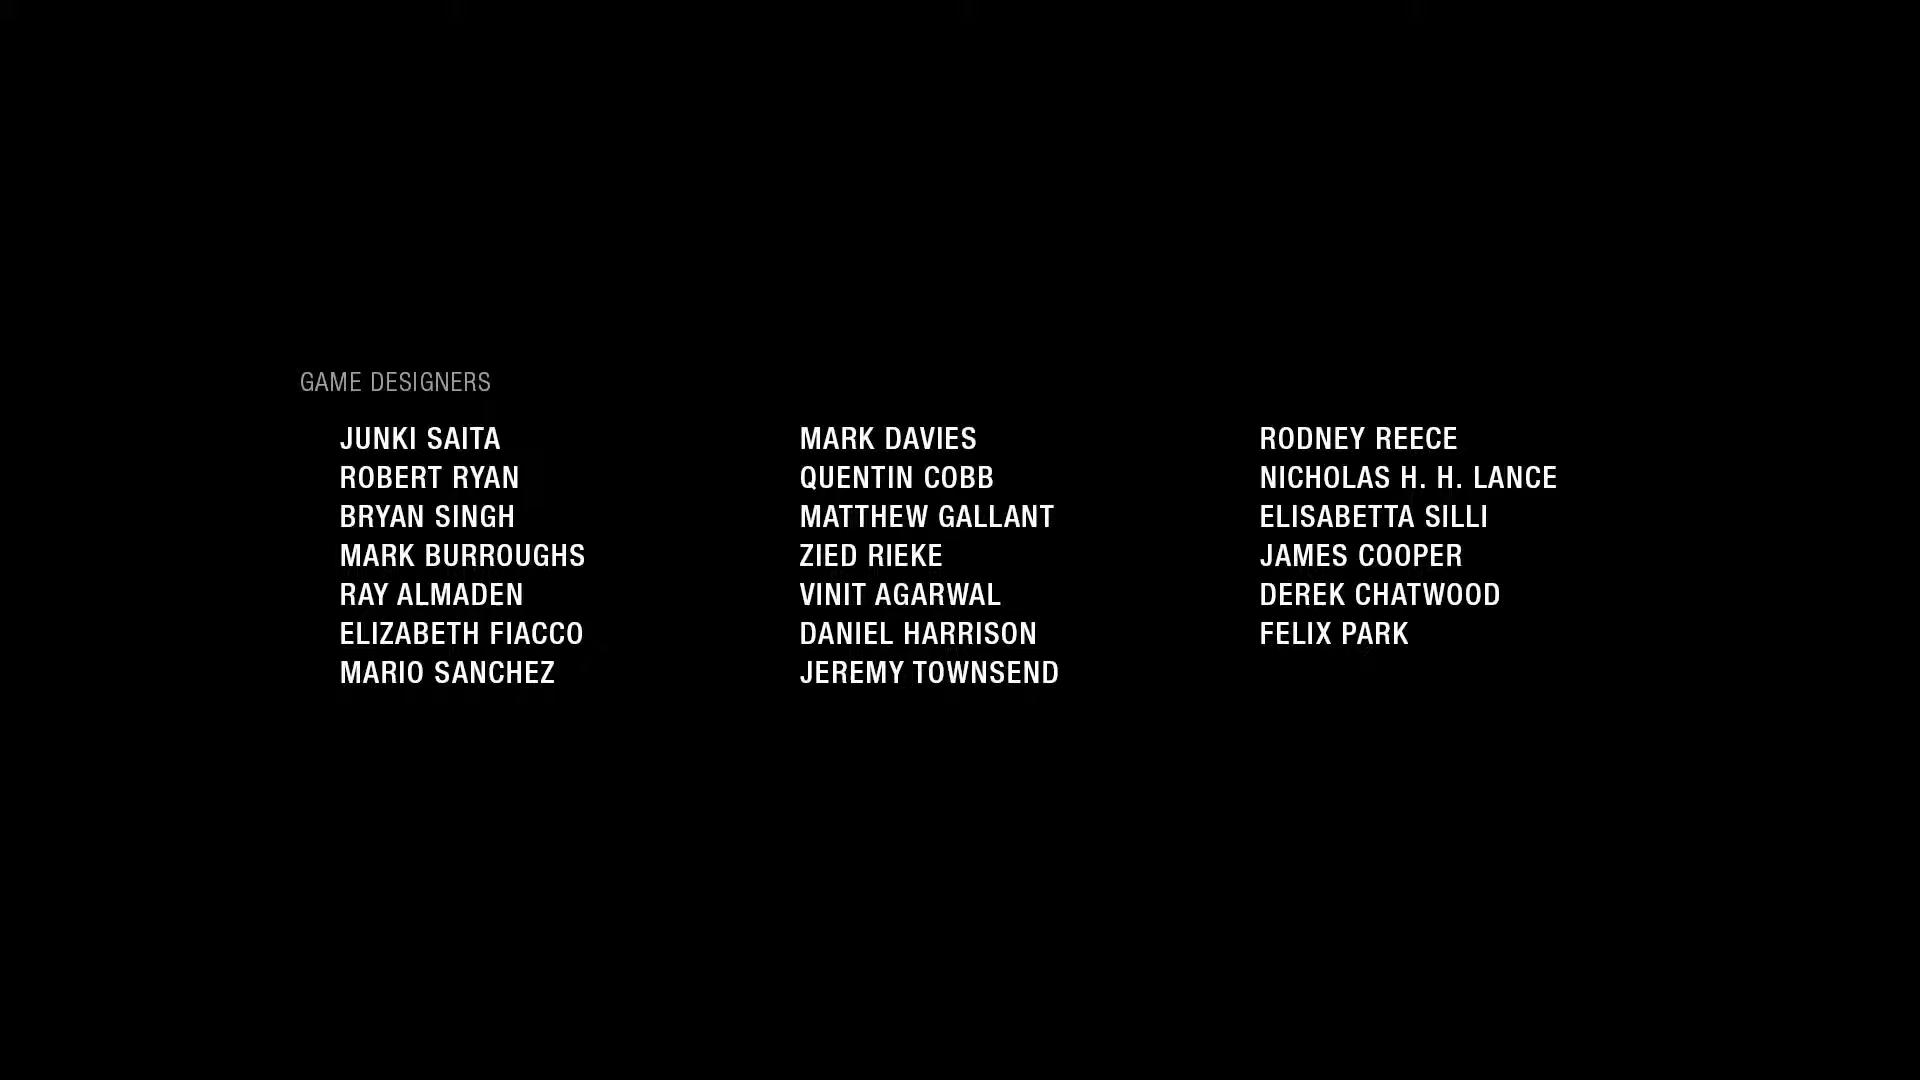 GAME DESIGNERS
JUNKI SAITA
ROBERT RYAN
BRYAN SINGH
MARK BURROUGHS
RAY ALMADEN
ELIZABETH FIACCO
MARIO SANCHEZ
MARK DAVIES
QUENTIN COBB
MATTHEW GALLANT
ZIED RIEKE
VINIT AGARWAL
DANIEL HARRISON
JEREMY TOWNSEND
RODNEY REECE
NICHOLAS H. H. LANCE
ELISABETTA SILLI
JAMES COOPER
DEREK CHATWOOD
FELIX PARK